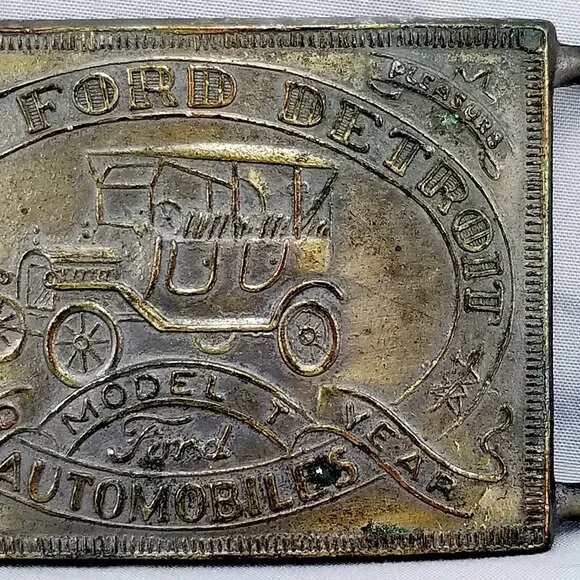 FORD DETROIT
PLEASURE
MODEL T YEAR
Ford
AUTOMOBILES